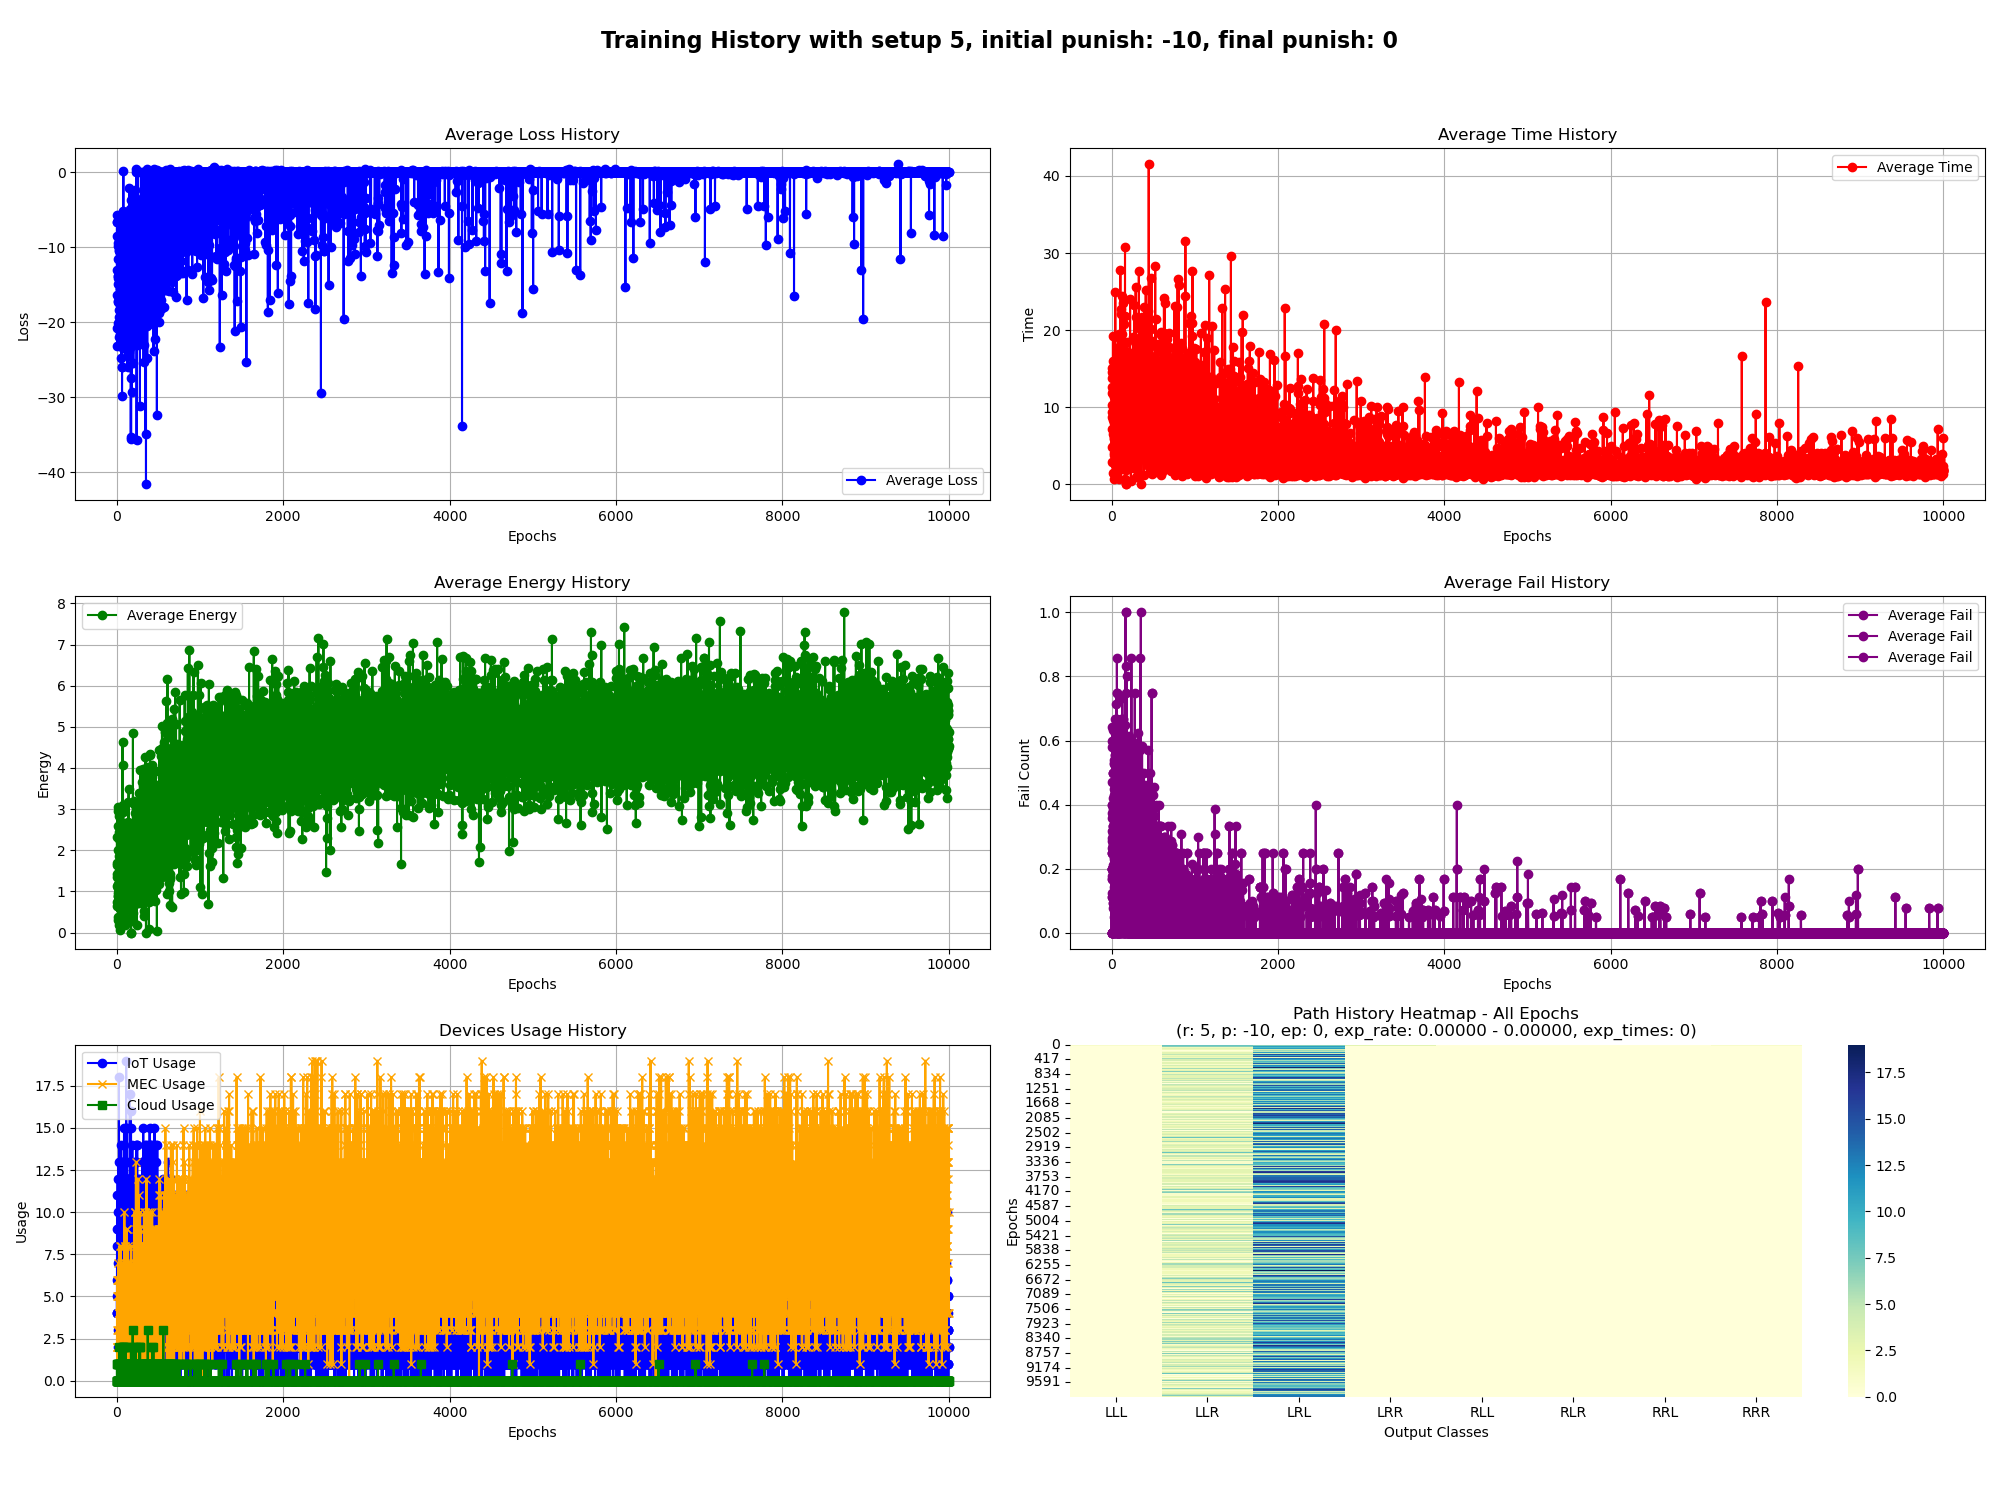 Training History with setup 5, initial punish: -10, final punish: 0
Average Loss History
Loss
0
−10
−20
−30
−40
Average Loss
0 2000 4000 6000 8000 10000
Epochs
Average Time History
Time
40
30
20
10
0
Average Time
0 2000 4000 6000 8000 10000
Epochs
Average Energy History
Energy
8
7
6
5
4
3
2
1
0
Average Energy
0 2000 4000 6000 8000 10000
Epochs
Average Fail History
Fail Count
1.0
0.8
0.6
0.4
0.2
0.0
Average Fail
Average Fail
Average Fail
0 2000 4000 6000 8000 10000
Epochs
Devices Usage History
Usage
17.5
15.0
12.5
10.0
7.5
5.0
2.5
0.0
IoT Usage
MEC Usage
Cloud Usage
0 2000 4000 6000 8000 10000
Epochs
Path History Heatmap - All Epochs
(r: 5, p: -10, ep: 0, exp_rate: 0.00000 - 0.00000, exp_times: 0)
Epochs
0
417
834
1251
1668
2085
2502
2919
3336
3753
4170
4587
5004
5421
5838
6255
6672
7089
7506
7923
8340
8757
9174
9591
LLL LLR LRL LRR RLL RLR RRL RRR
Output Classes
17.5
15.0
12.5
10.0
7.5
5.0
2.5
0.0